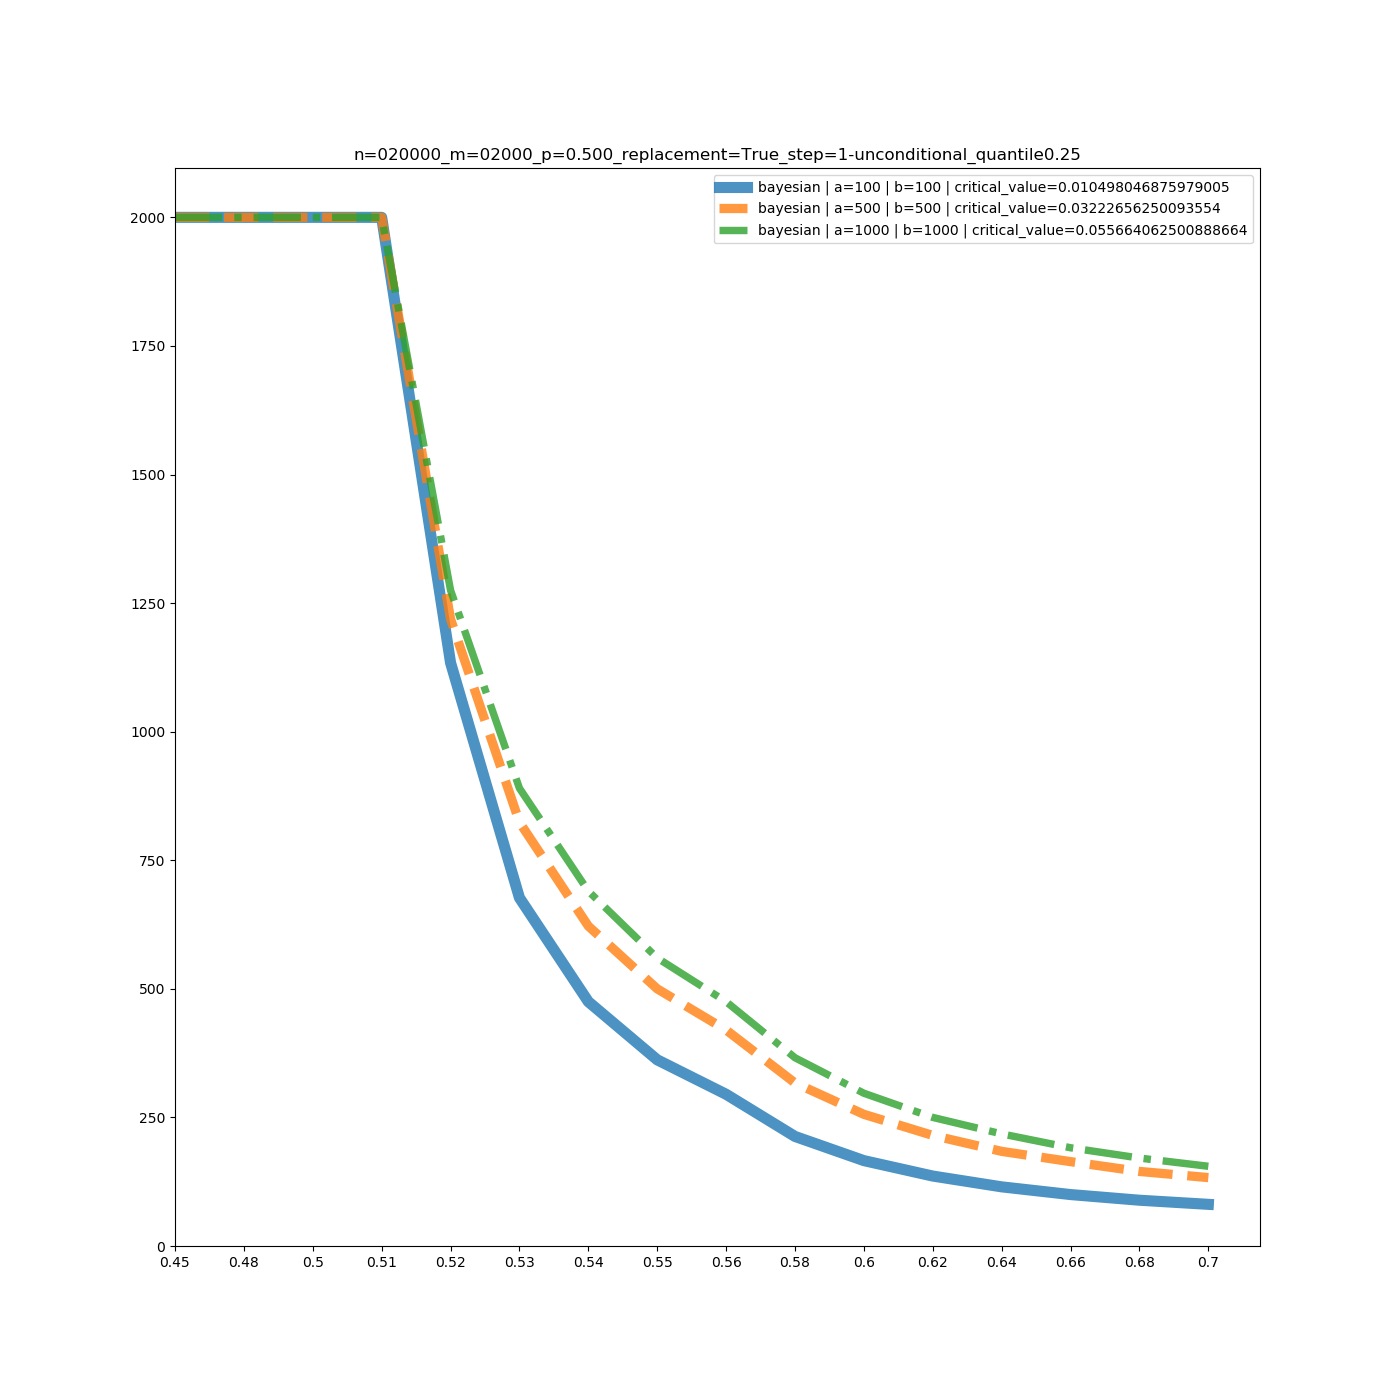 n=020000_m=02000_p=0.500_replacement=True_step=1-unconditional_quantile0.25
bayesian | a=100 | b=100 | critical_value=0.010498046875979005
bayesian | a=500 | b=500 | critical_value=0.03222656250093554
bayesian | a=1000 | b=1000 | critical_value=0.055664062500888664
2000
1750
1500
1250
1000
750
500
250
0
0.45 0.48 0.5 0.51 0.52 0.53 0.54 0.55 0.56 0.58 0.6 0.62 0.64 0.66 0.68 0.7